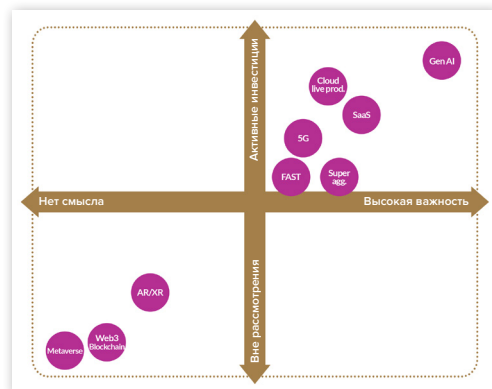 Активные инвестиции
Gen AI
Cloud
live prod.
SaaS
5G
FAST
Super
agg.
Нет смысла
Высокая важность
Вне рассмотрения
AR/XR
Web3
Blockchain
Metaverse